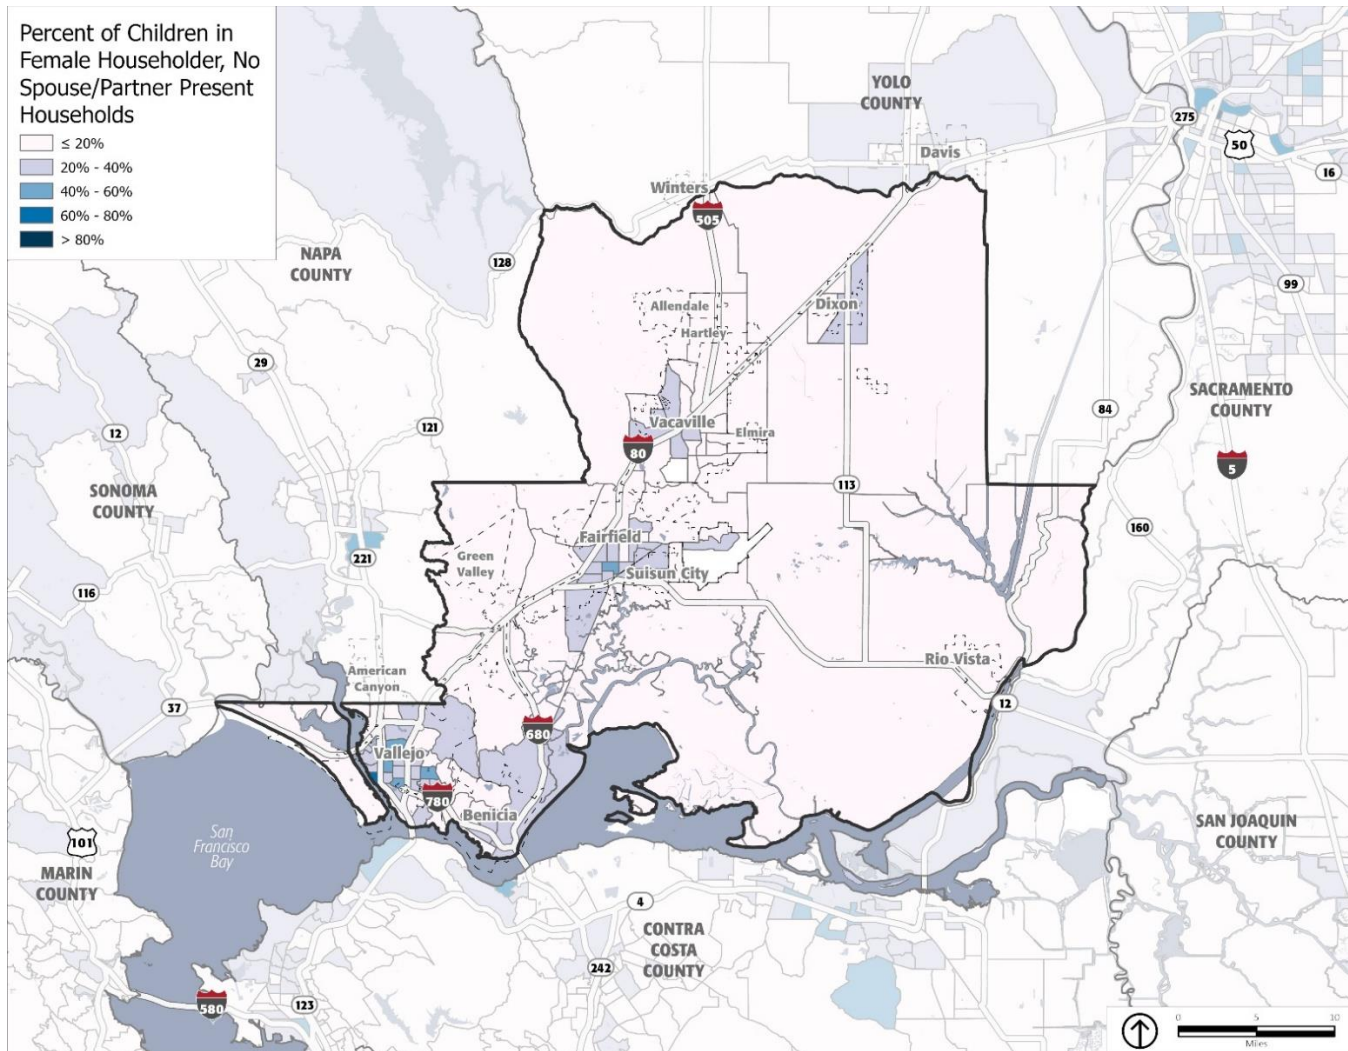 Percent of Children in
Female Householder, No
Spouse/Partner Present
Households
≤ 20%
20% - 40%
40% - 60%
60% - 80%
> 80%
YOLO
COUNTY
275
50
Davis
16
Winters
505
NAPA
COUNTY
128
99
Allendale
Dixon
Hartley
29
SACRAMENTO
COUNTY
84
121
Vacaville
12
Elmira
80
5
SONOMA
COUNTY
113
160
Fairfield
221
Green
Valley
Suisun City
116
Rio Vista
American
Canyon
37
12
680
Vallejo
780
Benicia
San
Francisco
Bay
101
MARIN
COUNTY
SAN JOAQUIN
COUNTY
4
CONTRA
COSTA
COUNTY
242
580
123
0 5 10
Miles